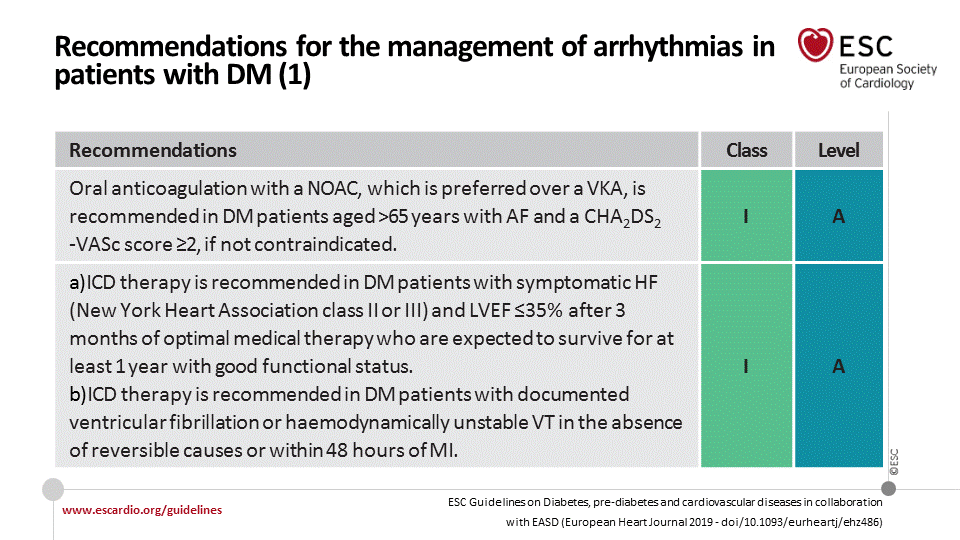 Recommendations for the management of arrhythmias in
patients with DM (1)
ESC
European Society
of Cardiology
Recommendations Class Level
Oral anticoagulation with a NOAC, which is preferred over a VKA, is
recommended in DM patients aged >65 years with AF and a CHA₂DS₂
-VASc score ≥2, if not contraindicated.
I A
a)ICD therapy is recommended in DM patients with symptomatic HF
(New York Heart Association class II or III) and LVEF ≤35% after 3
months of optimal medical therapy who are expected to survive for at
least 1 year with good functional status.
b)ICD therapy is recommended in DM patients with documented
ventricular fibrillation or haemodynamically unstable VT in the absence
of reversible causes or within 48 hours of MI.
I A
©ESC
www.escardio.org/guidelines
ESC Guidelines on Diabetes, pre-diabetes and cardiovascular diseases in collaboration
with EASD (European Heart Journal 2019 - doi/10.1093/eurheartj/ehz486)